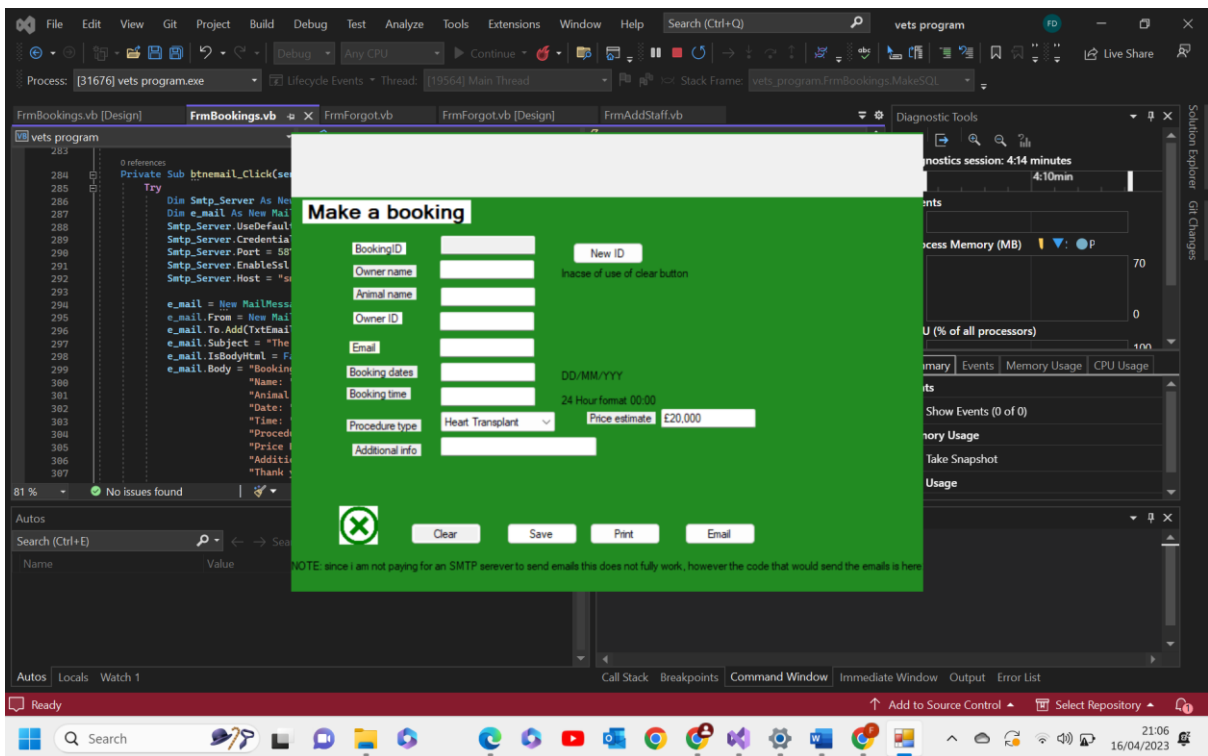 File Edit View Git Project Build Debug Test Analyze Tools Extensions Window Help Search (Ctrl+Q) vets program FD
Debug Any CPU Continue Live Share
Process: [31676] vets program.exe Lifecycle Events Thread: [19564] Main Thread Stack Frame: vets_program.FrmBookings.MakeSQL
FrmBookings.vb [Design] FrmBookings.vb FrmForgot.vb FrmForgot.vb [Design] FrmAddStaff.vb
Diagnostic Tools
Solution Explorer
Git Changes
vets program
283
0 references
284 Private Sub btnemail_Click(se
285 Try
286 Dim Smtp_Server As Ne
287 Dim e_mail As New Mai
288 Smtp_Server.UseDefaul
289 Smtp_Server.Credentia
290 Smtp_Server.Port = 58
291 Smtp_Server.EnableSsl
292 Smtp_Server.Host = "s
293
294 e_mail = New MailMess
295 e_mail.From = New Mai
296 e_mail.To.Add(TxtEmai
297 e_mail.Subject = "The
298 e_mail.IsBodyHtml = F
299 e_mail.Body = "Bookin
300 "Name:
301 "Animal
302 "Date:
303 "Time:
304 "Proced
305 "Price
306 "Additi
307 "Thank
81 % No issues found
Make a booking
BookingID New ID
Owner name Inacse of use of clear button
Animal name
Owner ID
Email
Booking dates DD/MM/YYY
Booking time 24 Hour format 00:00
Procedure type Heart Transplant Price estimate £20,000
Additional info
Clear Save Print Email
NOTE: since i am not paying for an SMTP serever to send emails this does not fully work, however the code that would send the emails is here
nostics session: 4:14 minutes
4:10min
nts
cess Memory (MB) P
70
0
U (% of all processors)
100
mary Events Memory Usage CPU Usage
ts
Show Events (0 of 0)
ory Usage
Take Snapshot
Usage
Autos
Search (Ctrl+E) Sea
Name Value
Autos Locals Watch 1
Call Stack Breakpoints Command Window Immediate Window Output Error List
Ready Add to Source Control Select Repository
Search 21:06
16/04/2023